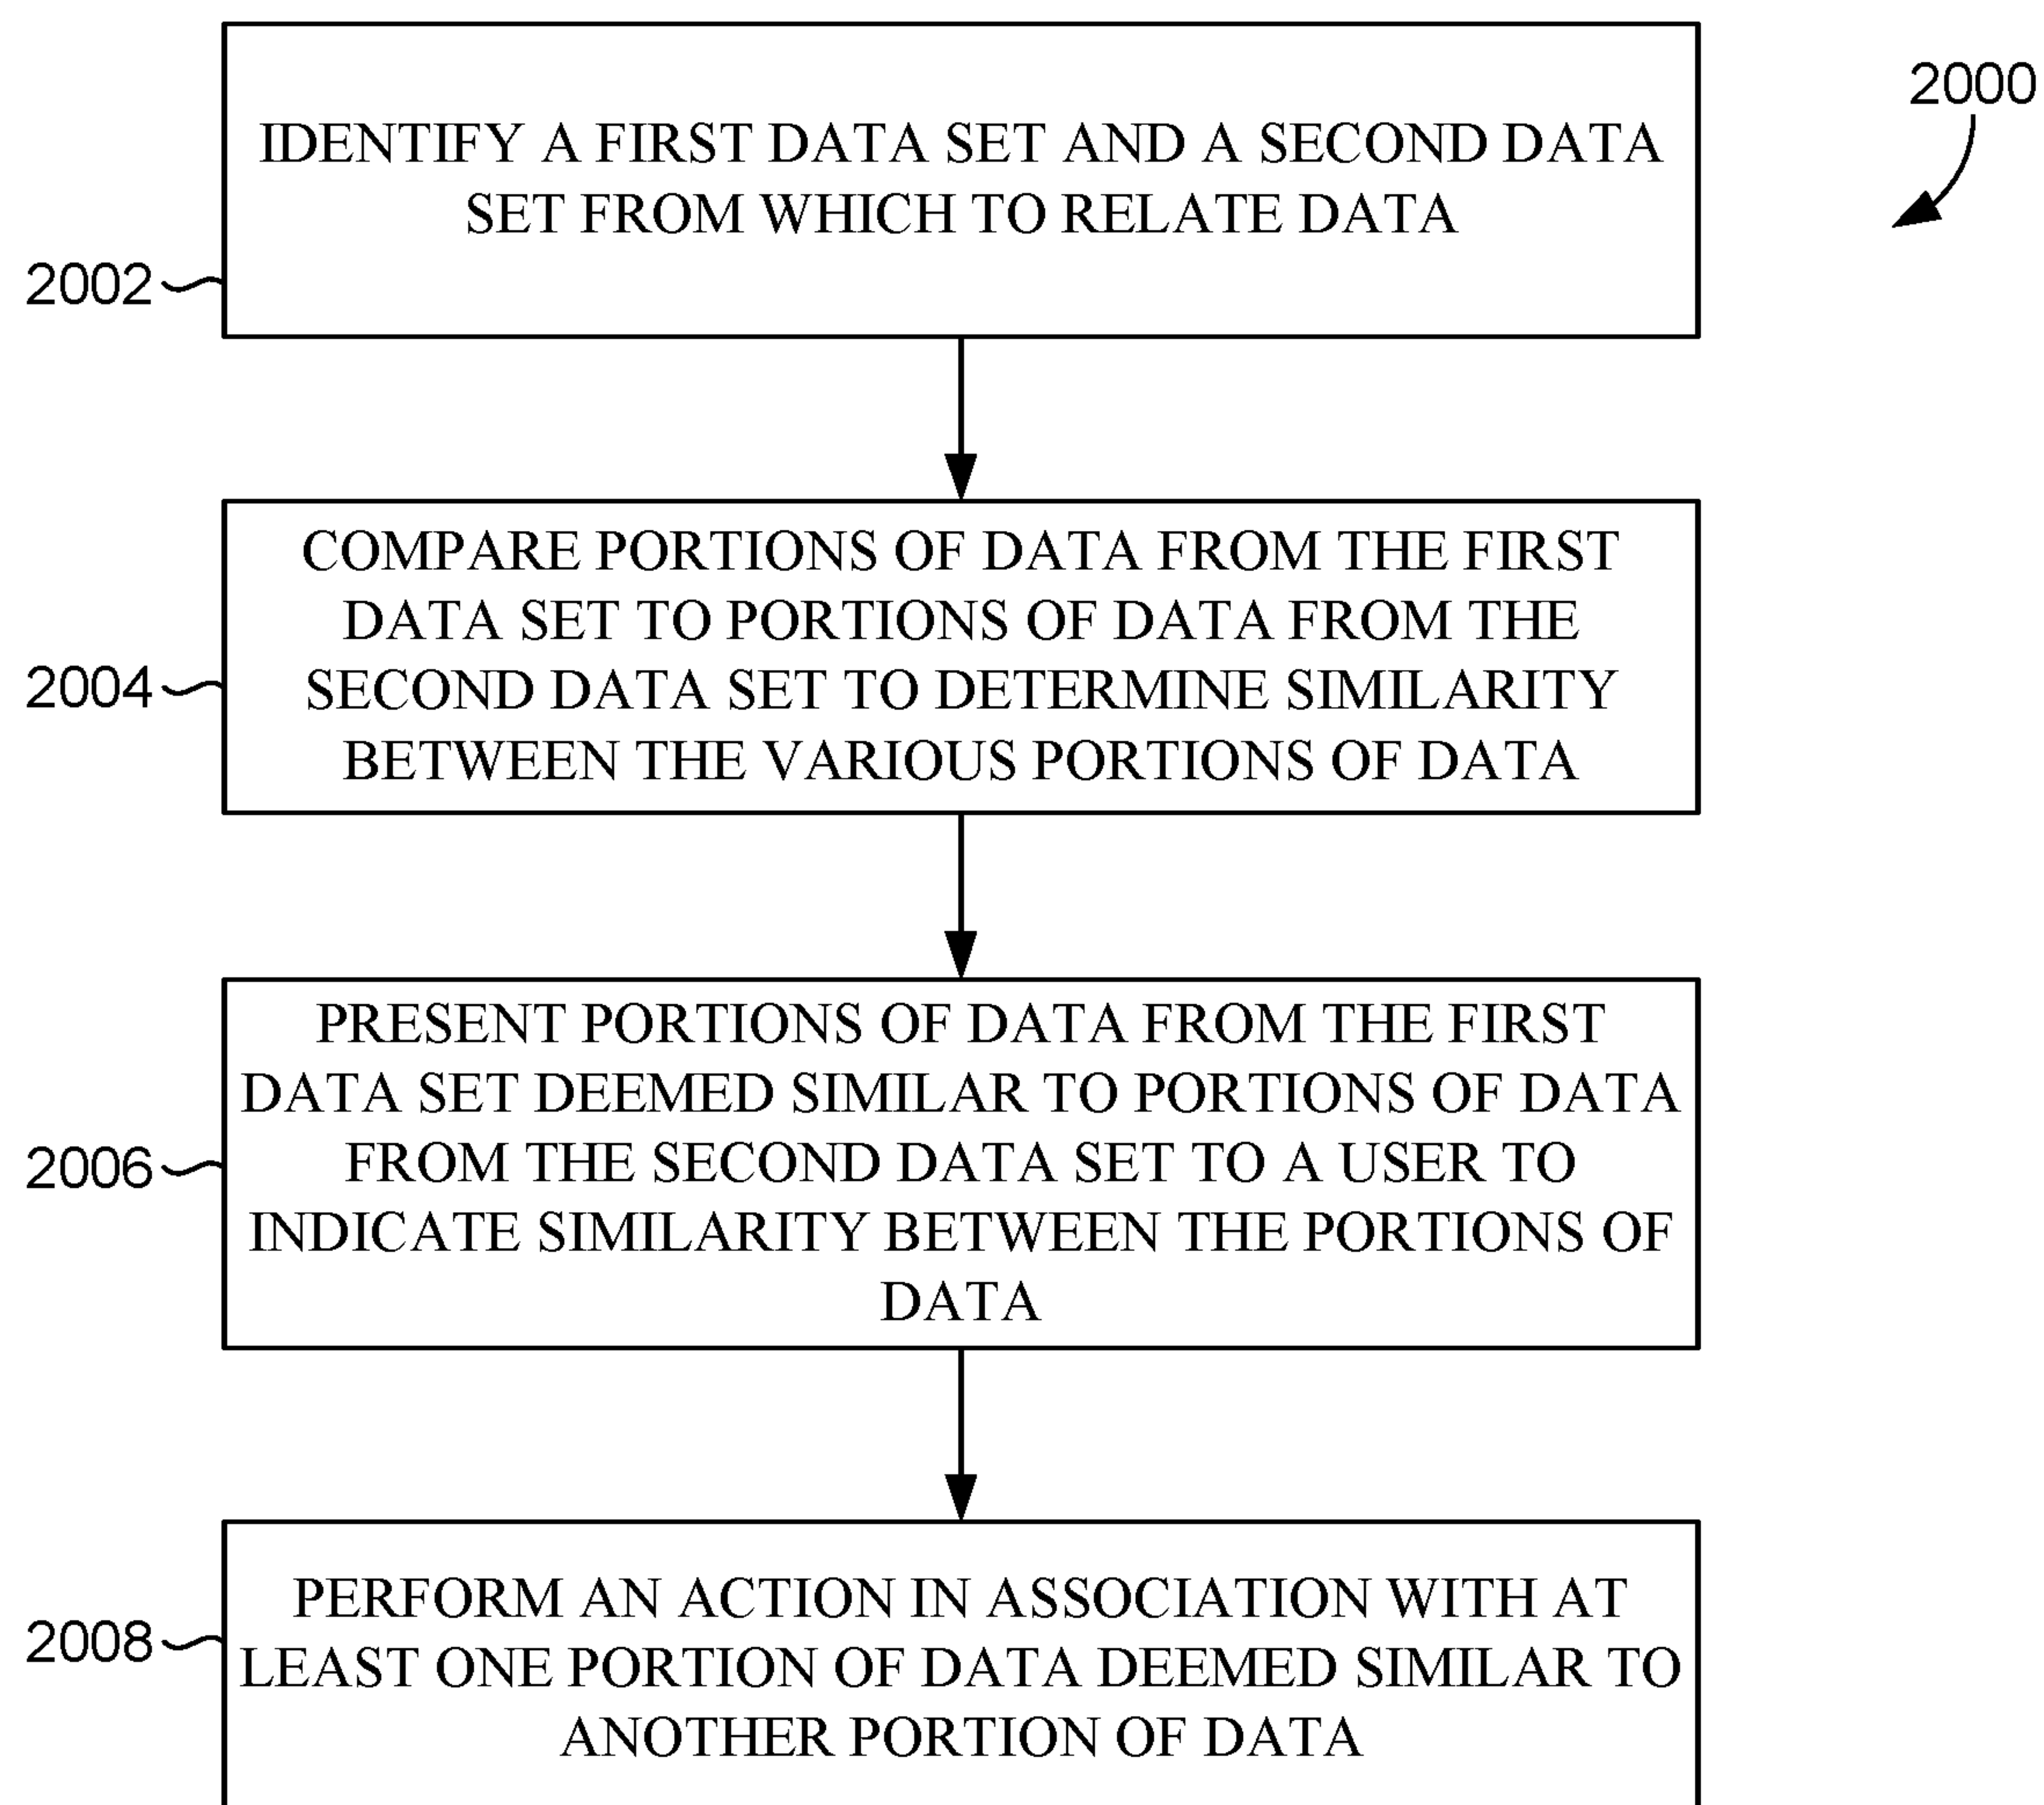 2000
IDENTIFY A FIRST DATA SET AND A SECOND DATA
SET FROM WHICH TO RELATE DATA
2002
COMPARE PORTIONS OF DATA FROM THE FIRST
DATA SET TO PORTIONS OF DATA FROM THE
SECOND DATA SET TO DETERMINE SIMILARITY
BETWEEN THE VARIOUS PORTIONS OF DATA
2004
PRESENT PORTIONS OF DATA FROM THE FIRST
DATA SET DEEMED SIMILAR TO PORTIONS OF DATA
FROM THE SECOND DATA SET TO A USER TO
INDICATE SIMILARITY BETWEEN THE PORTIONS OF
DATA
2006
PERFORM AN ACTION IN ASSOCIATION WITH AT
LEAST ONE PORTION OF DATA DEEMED SIMILAR TO
ANOTHER PORTION OF DATA
2008